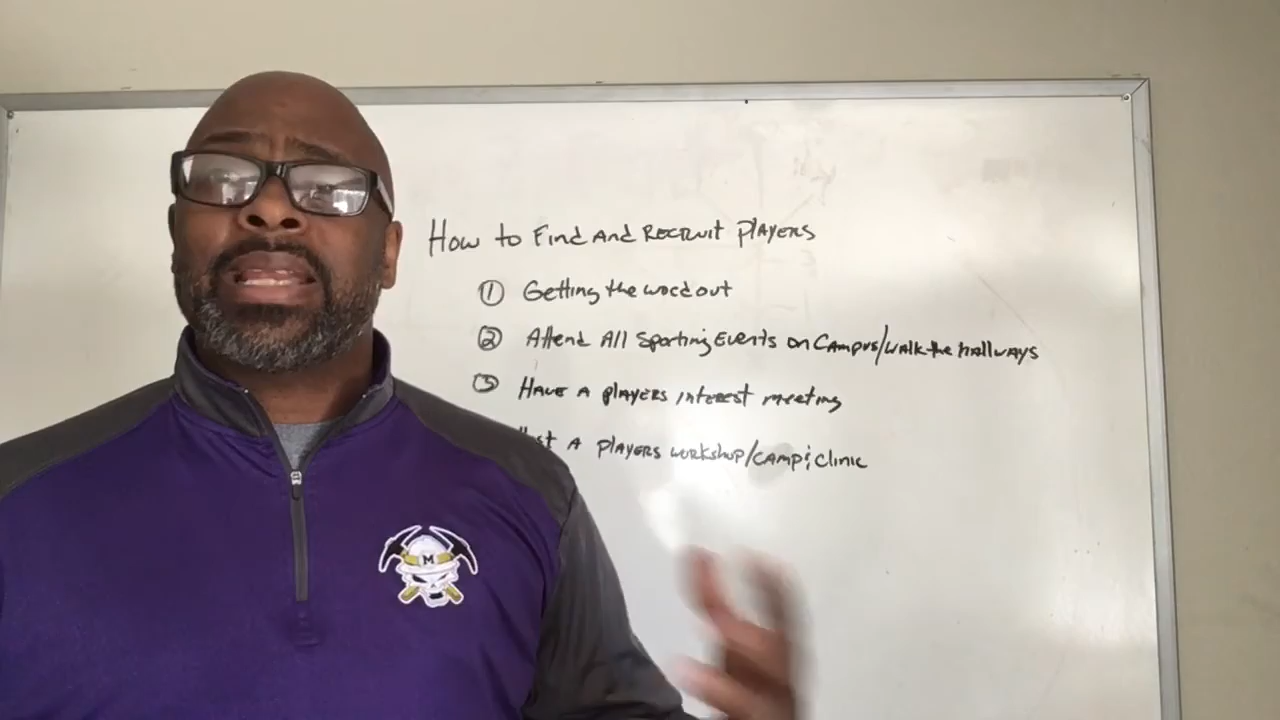 How to Find And Recruit Players
① Getting the word out
② Attend All Sporting Events on Campus/walk the hallways
③ Have A players interest meeting
A players workshop/camp; clinic
M